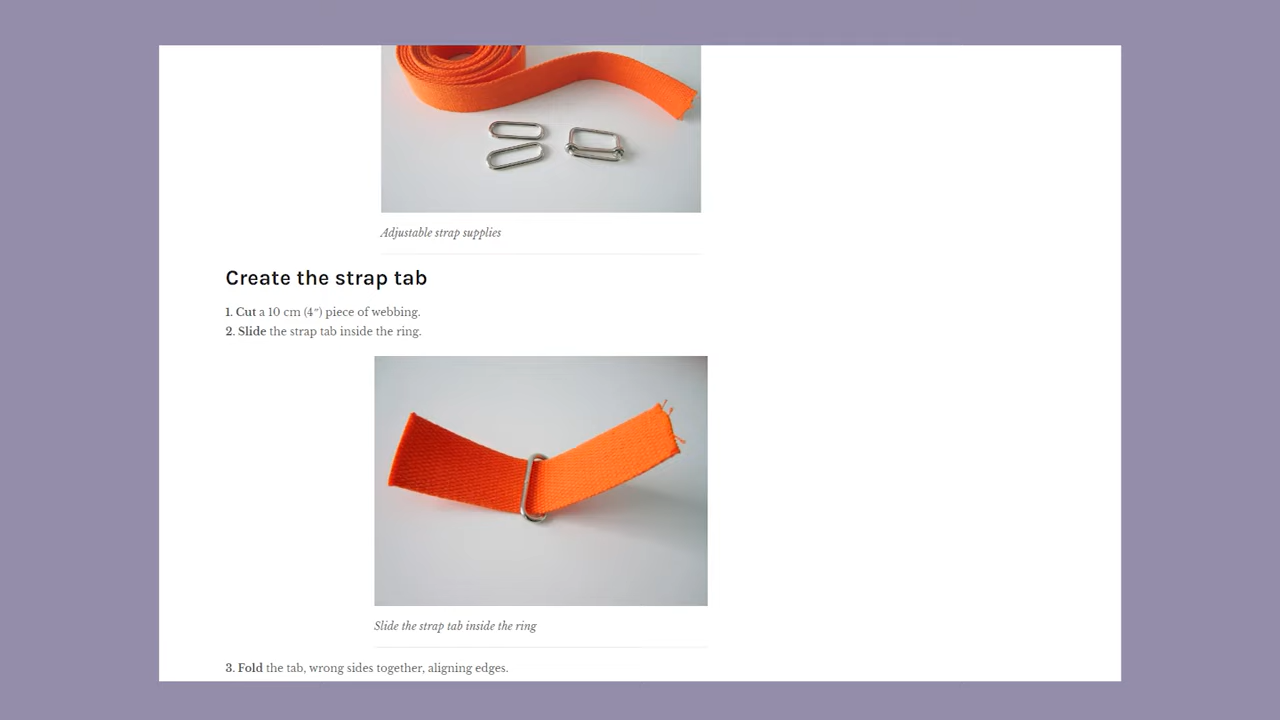 Adjustable strap supplies
Create the strap tab
1. Cut a 10 cm (4″) piece of webbing.
2. Slide the strap tab inside the ring.
Slide the strap tab inside the ring
3. Fold the tab, wrong sides together, aligning edges.